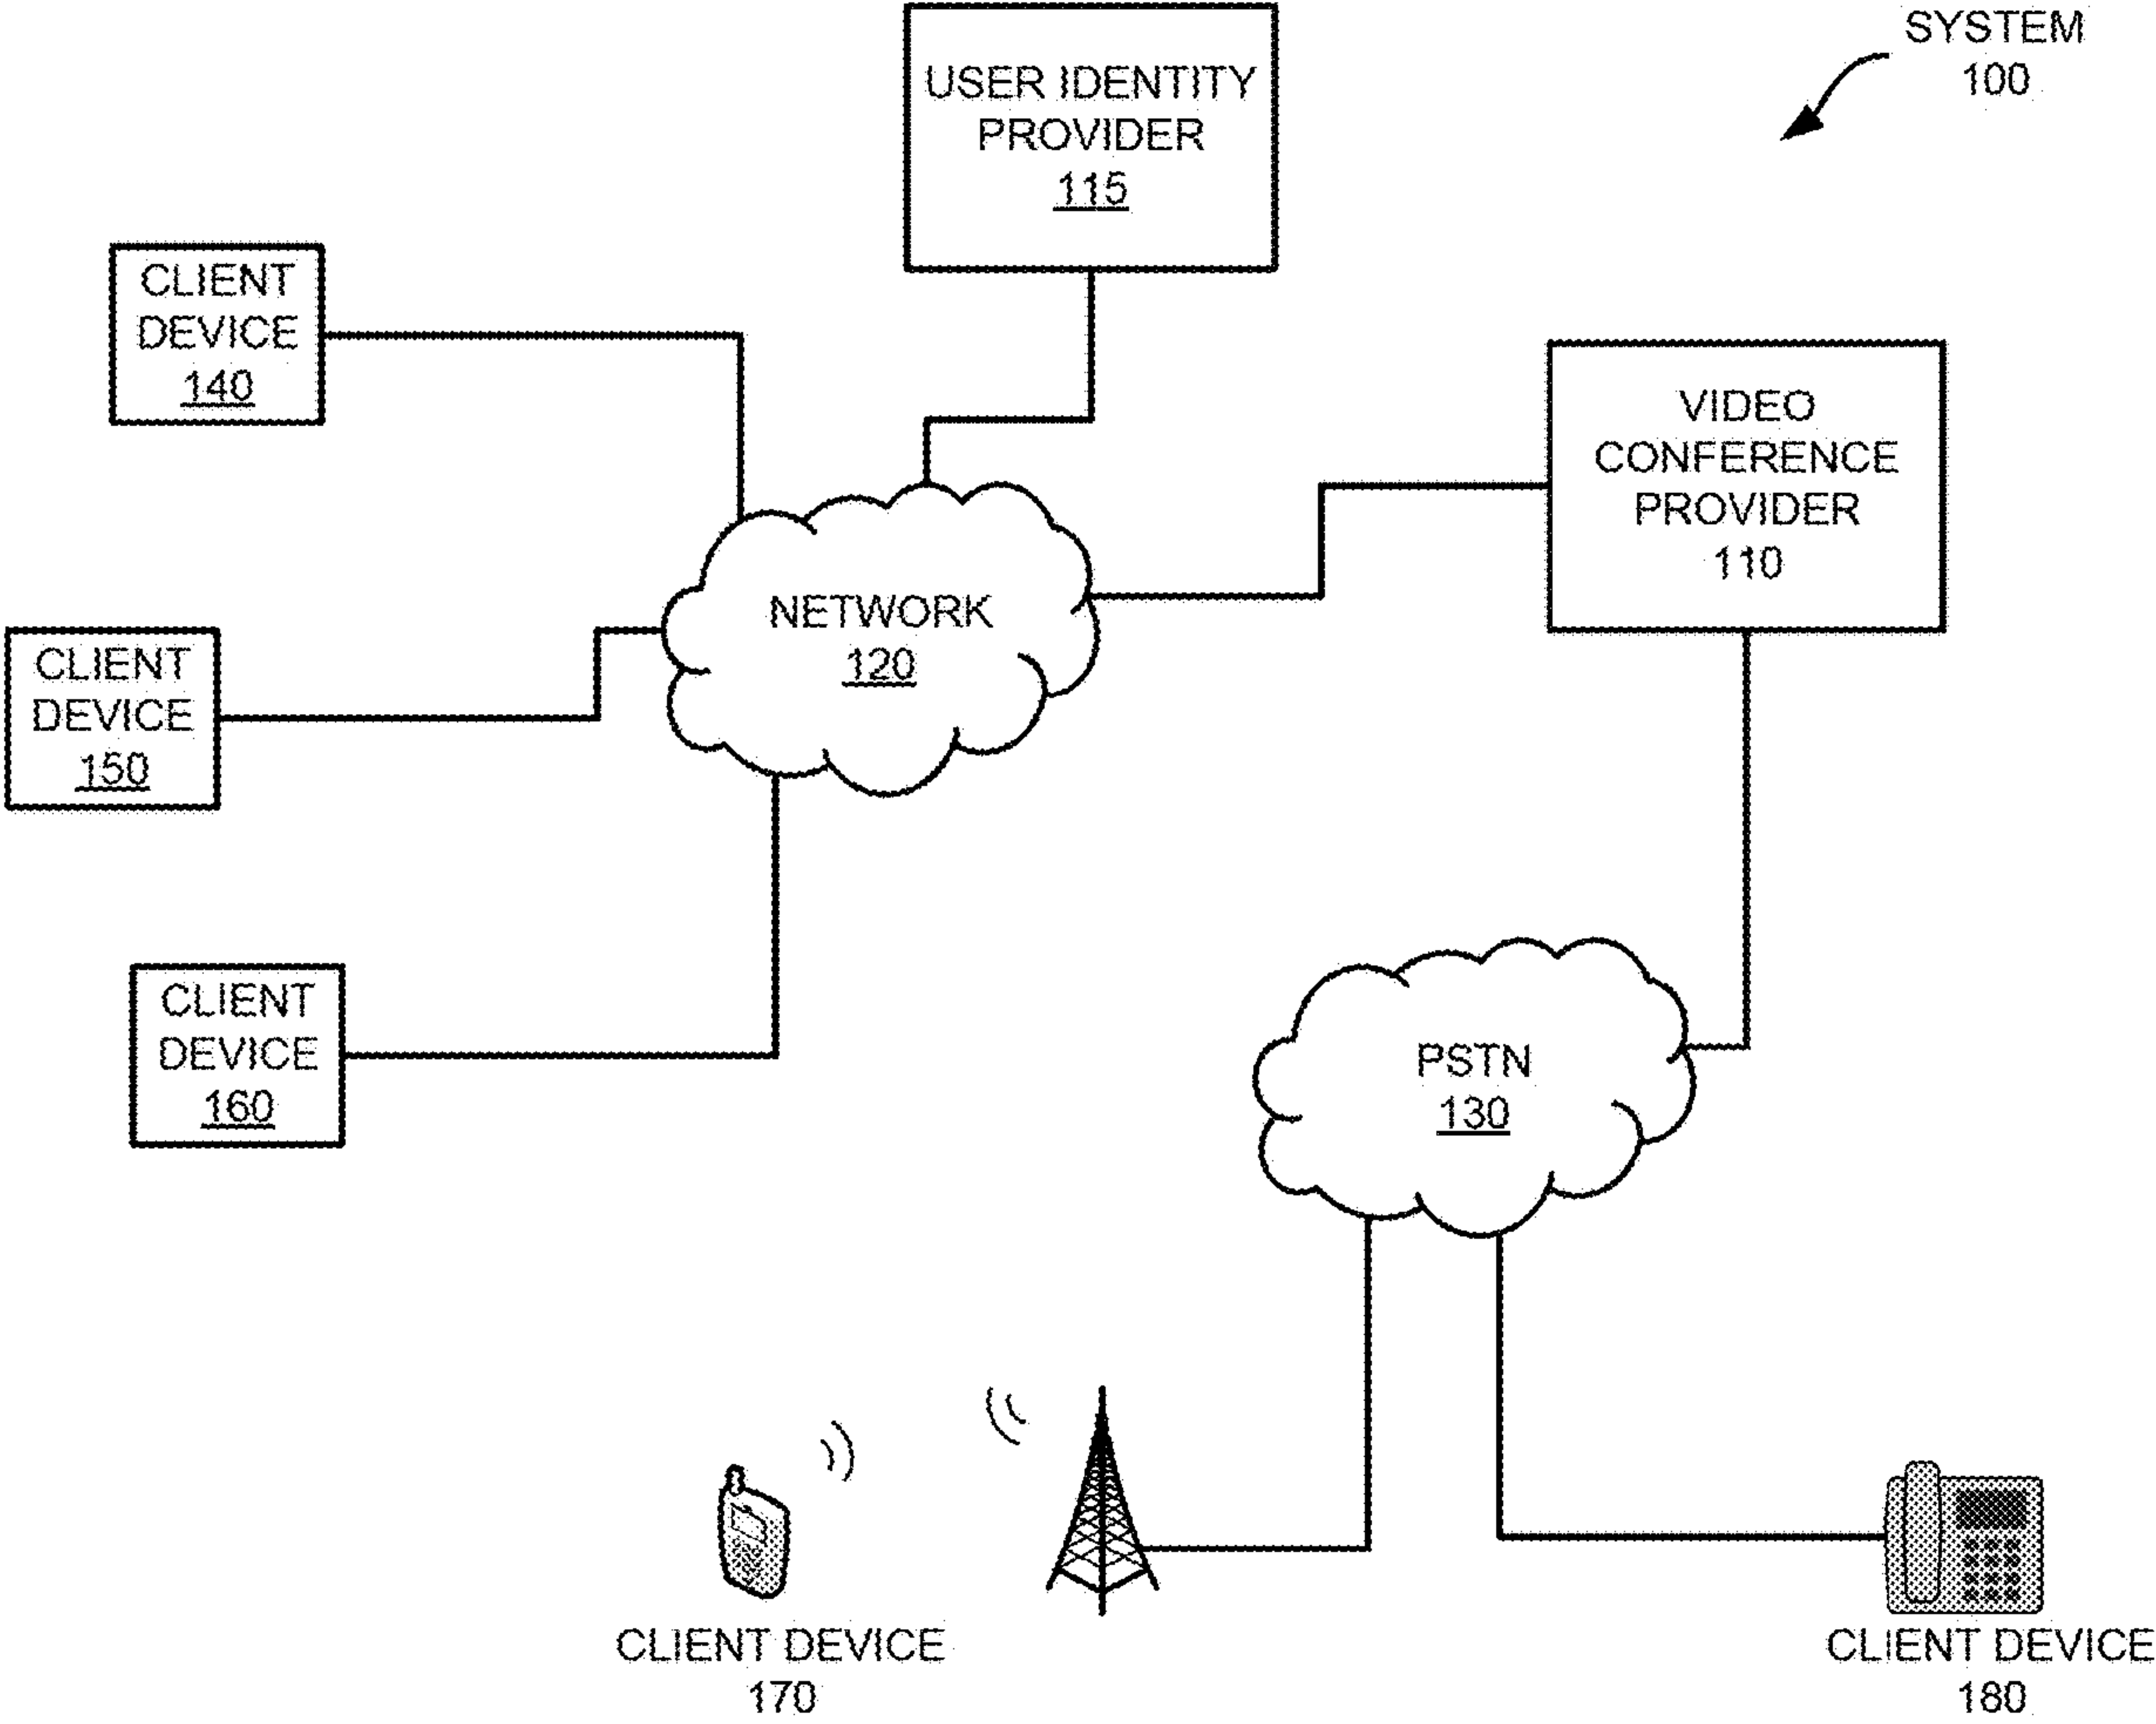 SYSTEM
100
USER IDENTITY
PROVIDER
115
CLIENT
DEVICE
140
VIDEO
CONFERENCE
PROVIDER
110
NETWORK
120
CLIENT
DEVICE
150
CLIENT
DEVICE
160
PSTN
130
CLIENT DEVICE
170
CLIENT DEVICE
180